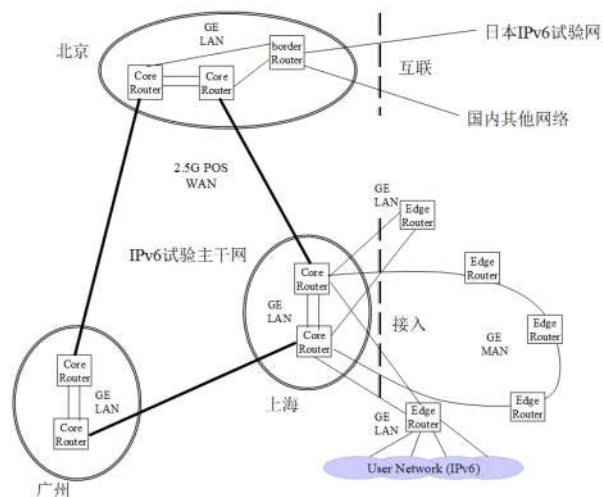 北京
GE
LAN
border
Router
Core
Router
Core
Router
互联
日本IPv6试验网
国内其他网络
2.5G POS
WAN
IPv6试验主干网
GE
LAN
Edge
Router
Core
Router
GE
LAN
Core
Router
上海
接入
Edge
Router
Edge
Router
GE
MAN
Edge
Router
GE
LAN
Edge
Router
User Network (IPv6)
Core
Router
GE
LAN
Core
Router
广州